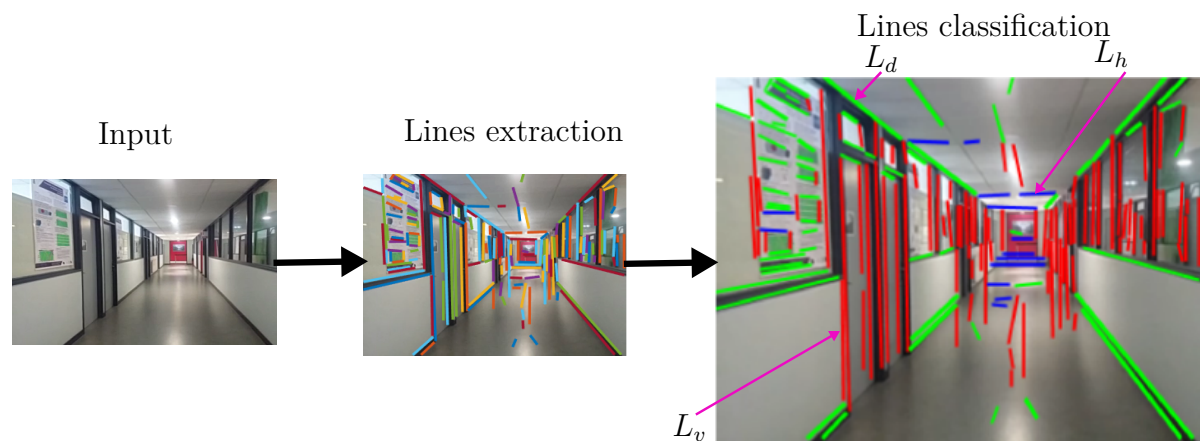 Input
Lines extraction
Lines classification
L_d
L_h
L_v